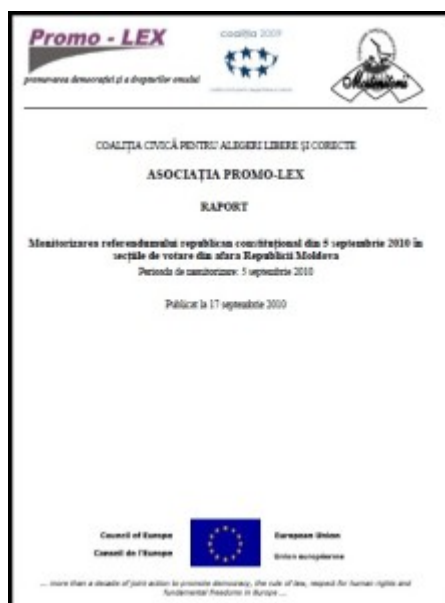 Promo - LEX
promovarea democrației și a drepturilor omului
coaliția 2009
Moștenitorii
COALIȚIA CIVICĂ PENTRU ALEGERI LIBERE ȘI CORECTE
ASOCIAȚIA PROMO-LEX
RAPORT
Monitorizarea referendumului republican constituțional din 5 septembrie 2010 în
secțiile de votare din afara Republicii Moldova
Perioada de monitorizare: 5 septembrie 2010
Publicat la 17 septembrie 2010
Council of Europe
Conseil de l'Europe
European Union
Union européenne
... more than a decade of joint action to promote democracy, the rule of law, respect for human rights and
fundamental freedoms in Europe ...